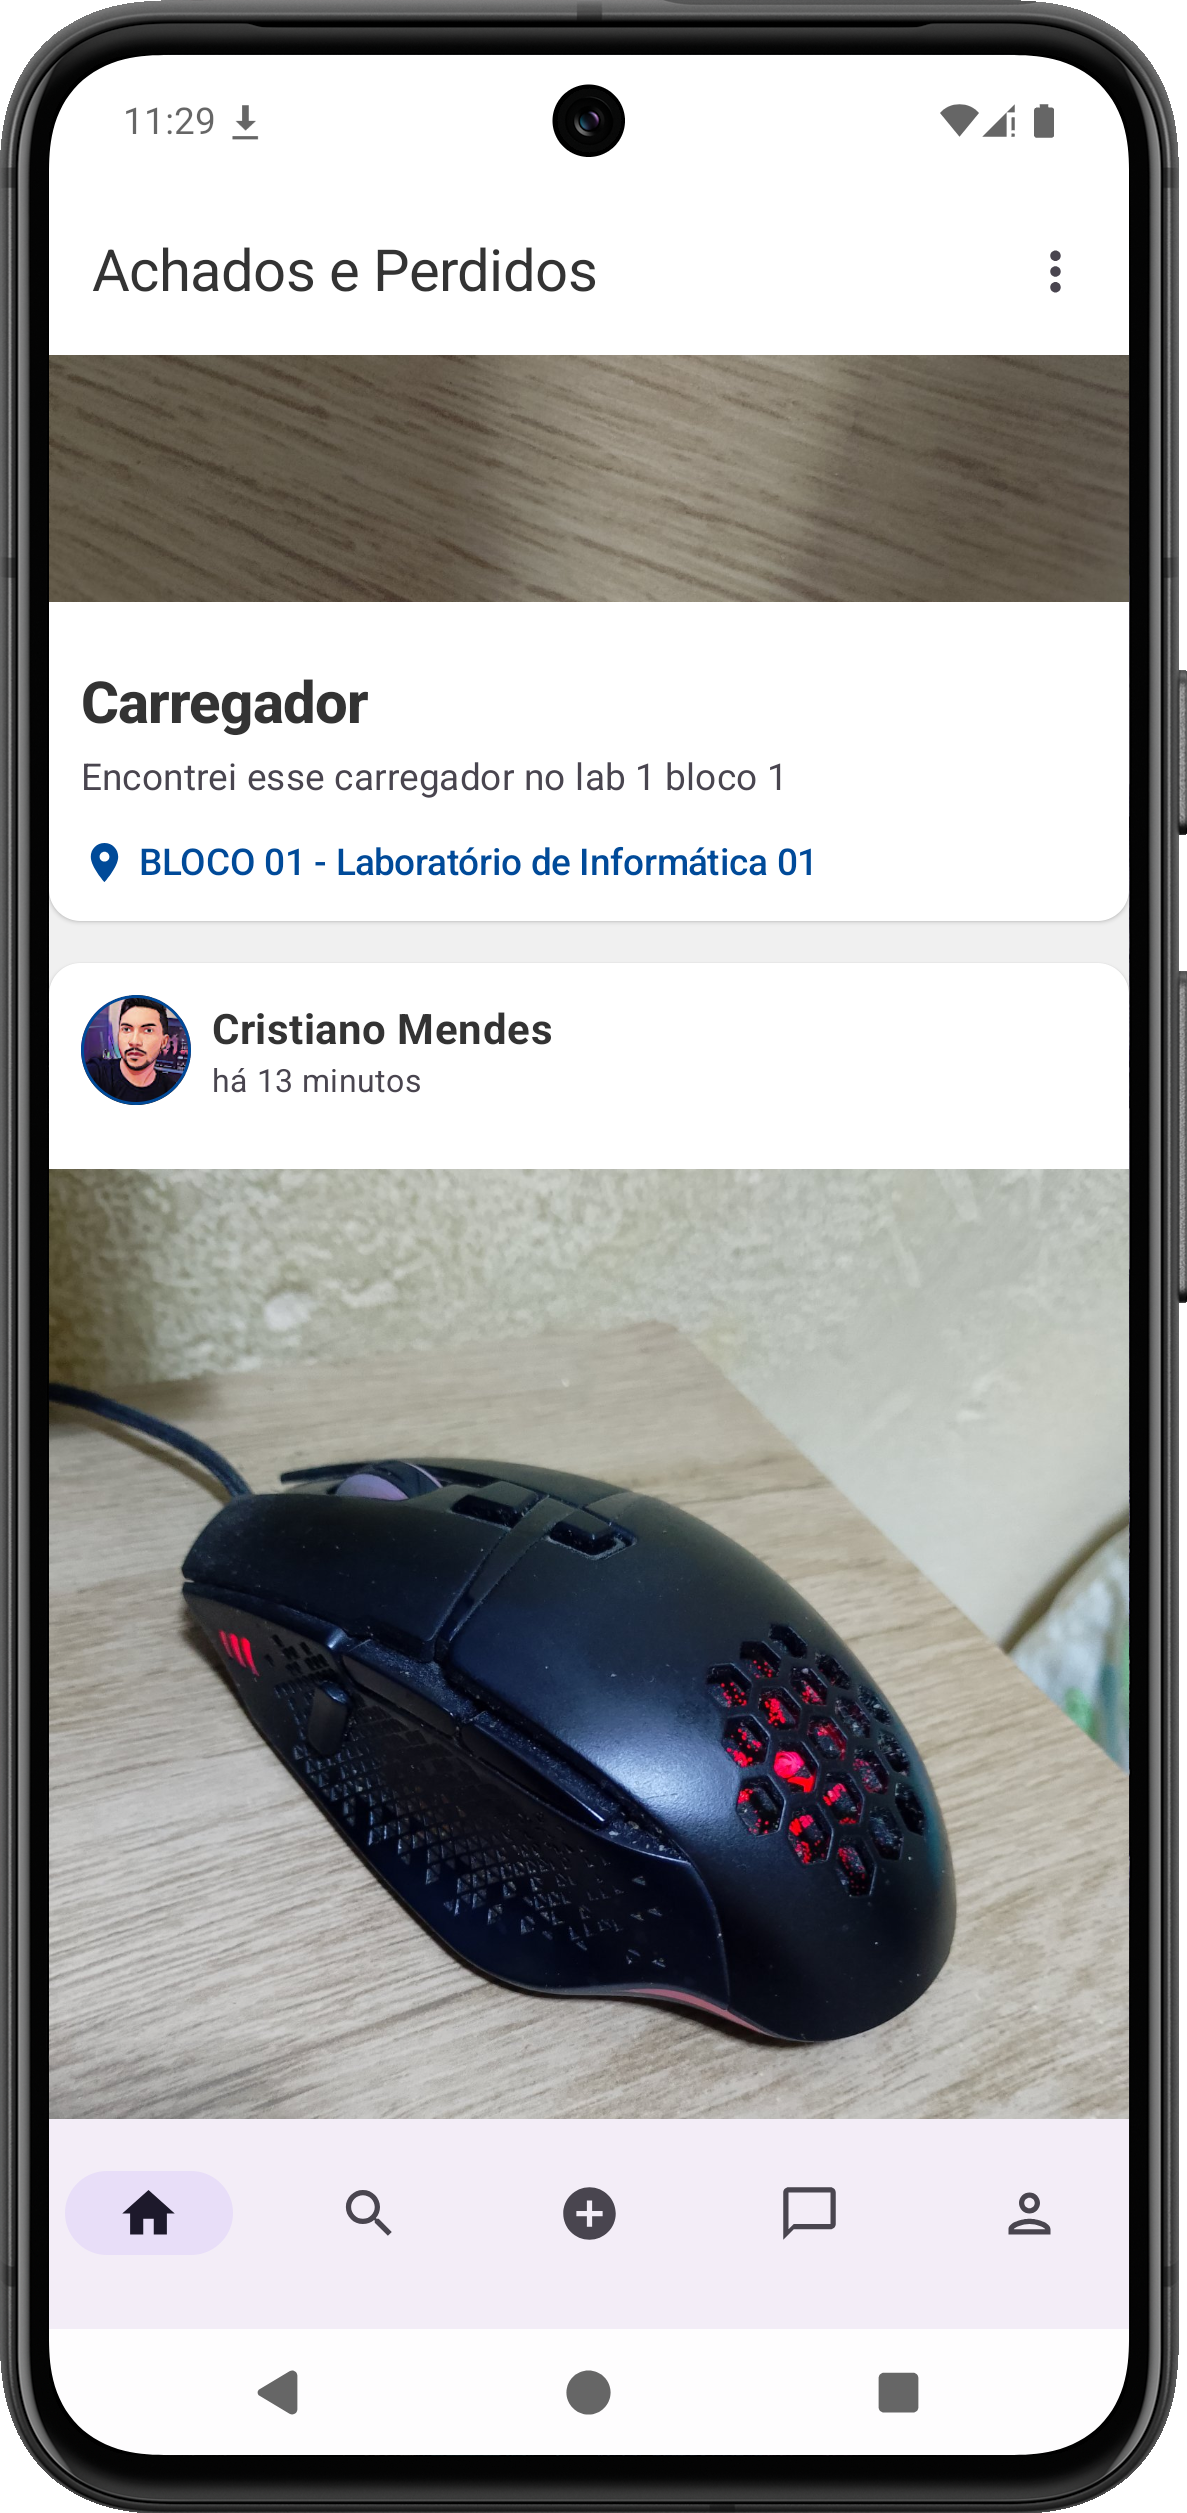 11:29
Achados e Perdidos
Carregador
Encontrei esse carregador no lab 1 bloco 1
BLOCO 01 - Laboratório de Informática 01
Cristiano Mendes
há 13 minutos